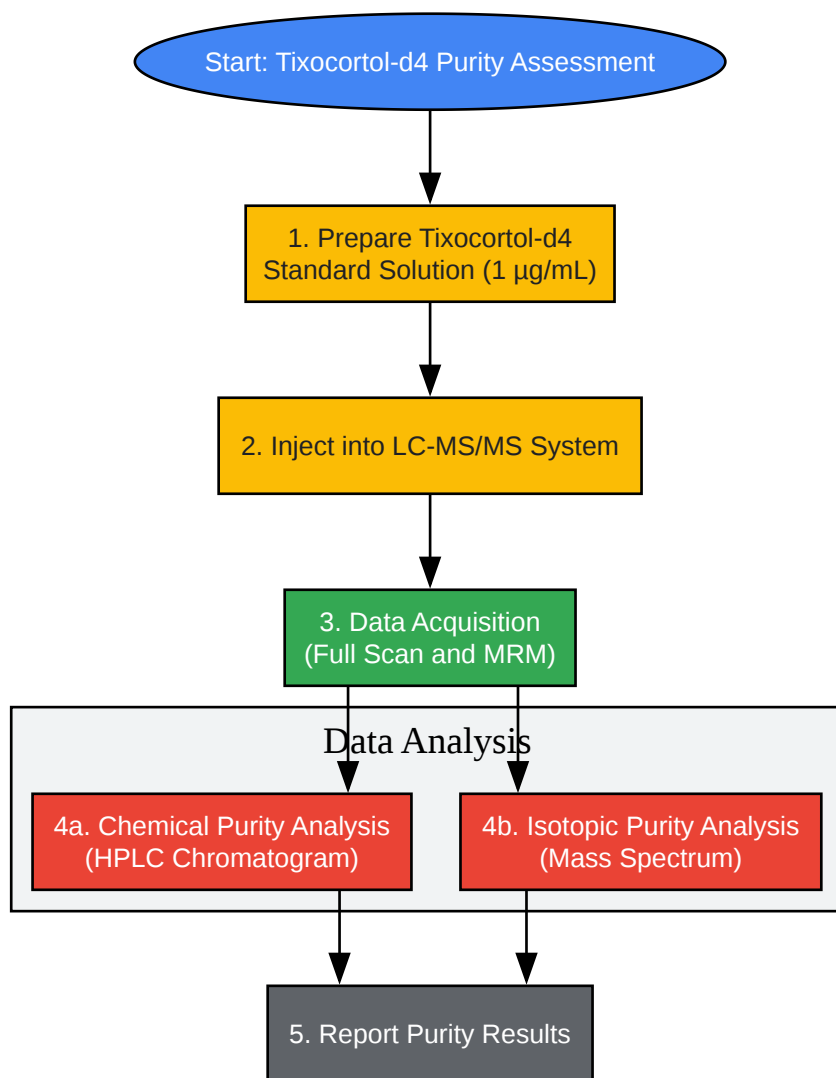 Start: Tixocortol-d4 Purity Assessment
1. Prepare Tixocortol-d4
Standard Solution (1 µg/mL)
2. Inject into LC-MS/MS System
3. Data Acquisition
(Full Scan and MRM)
Data Analysis
4a. Chemical Purity Analysis
(HPLC Chromatogram)
4b. Isotopic Purity Analysis
(Mass Spectrum)
5. Report Purity Results